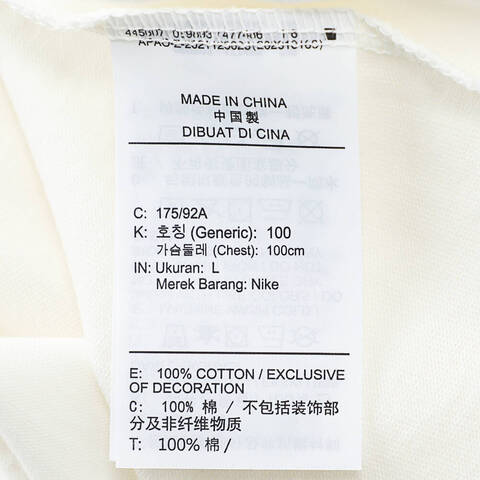 MADE IN CHINA
中国製
DIBUAT DI CINA
C: 175/92A
K: 호칭 (Generic): 100
가슴둘레 (Chest): 100cm
IN: Ukuran: L
Merek Barang: Nike
E: 100% COTTON / EXCLUSIVE
OF DECORATION
C: 100% 棉 / 不包括装饰部
分及非纤维物质
T: 100% 棉 /